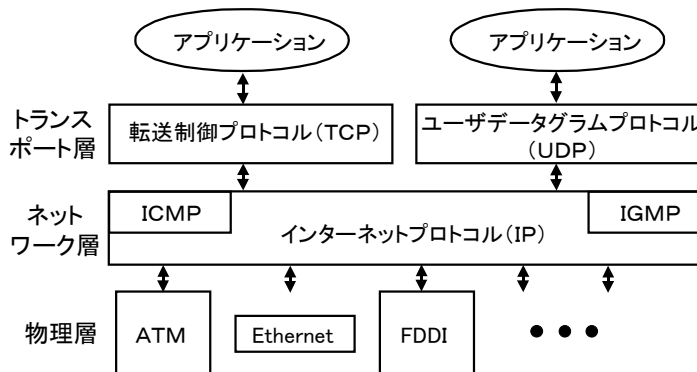 アプリケーション
アプリケーション
トランス
ポート層
転送制御プロトコル(TCP)
ユーザデータグラムプロトコル
(UDP)
ネット
ワーク層
ICMP
インターネットプロトコル(IP)
IGMP
物理層
ATM
Ethernet
FDDI